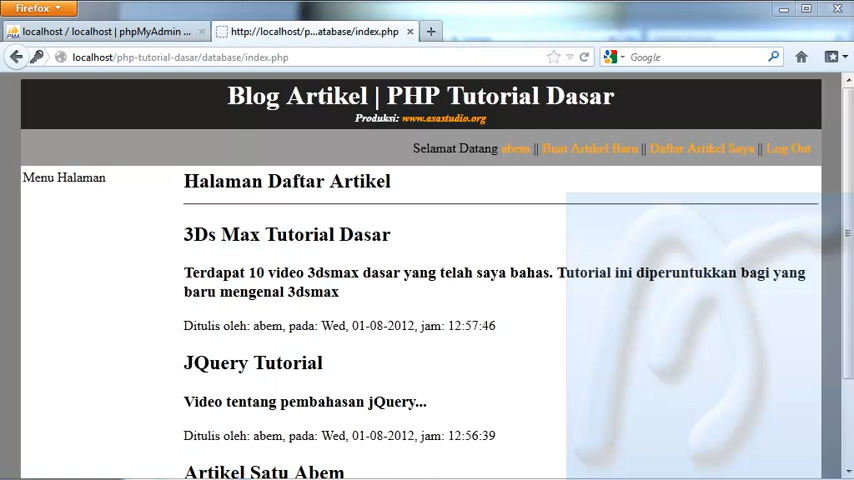 Firefox
localhost / localhost | phpMyAdmin ...
http://localhost/p...atabase/index.php
localhost/php-tutorial-dasar/database/index.php
Google
Blog Artikel | PHP Tutorial Dasar
Produksi: www.asastudio.org
Selamat Datang abem || Buat Artikel Baru || Daftar Artikel Saya || Log Out
Menu Halaman
Halaman Daftar Artikel
3Ds Max Tutorial Dasar
Terdapat 10 video 3dsmax dasar yang telah saya bahas. Tutorial ini diperuntukkan bagi yang
baru mengenal 3dsmax
Ditulis oleh: abem, pada: Wed, 01-08-2012, jam: 12:57:46
JQuery Tutorial
Video tentang pembahasan jQuery...
Ditulis oleh: abem, pada: Wed, 01-08-2012, jam: 12:56:39
Artikel Satu Abem